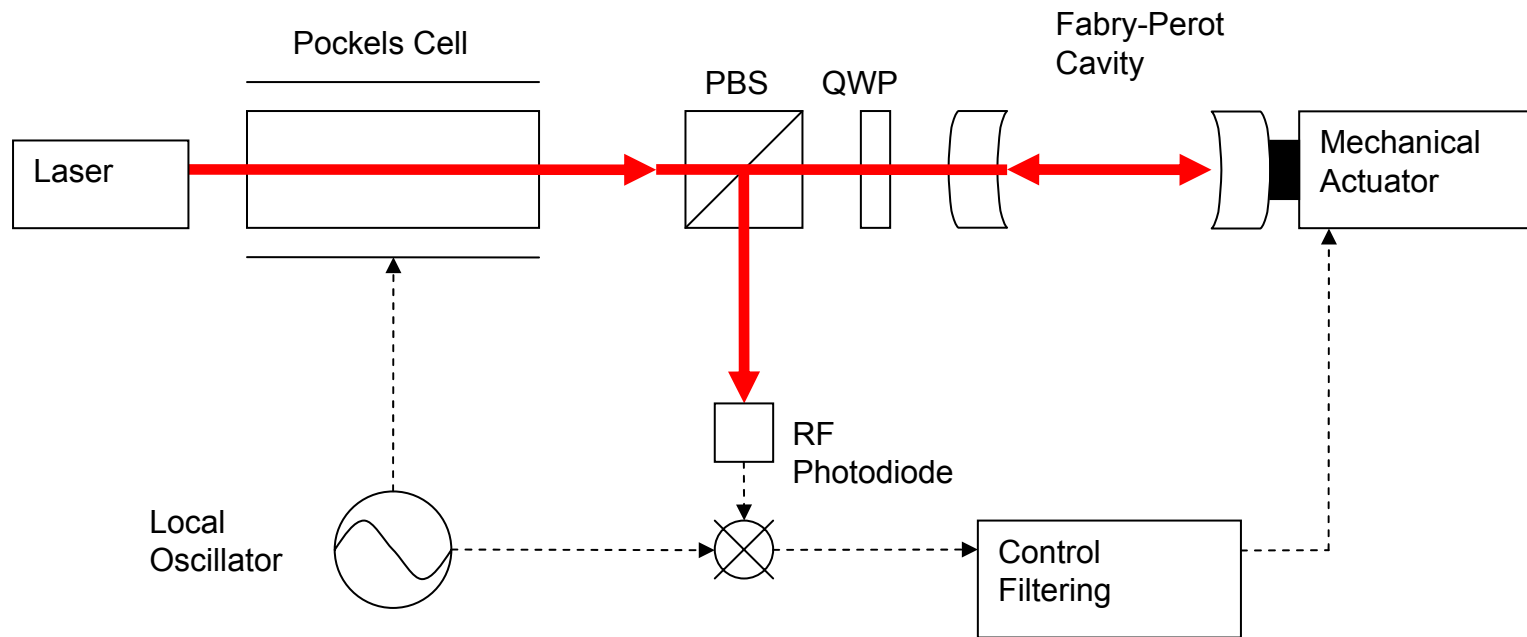 Pockels Cell
PBS
QWP
Fabry-Perot
Cavity
Laser
Mechanical
Actuator
RF
Photodiode
Local
Oscillator
Control
Filtering